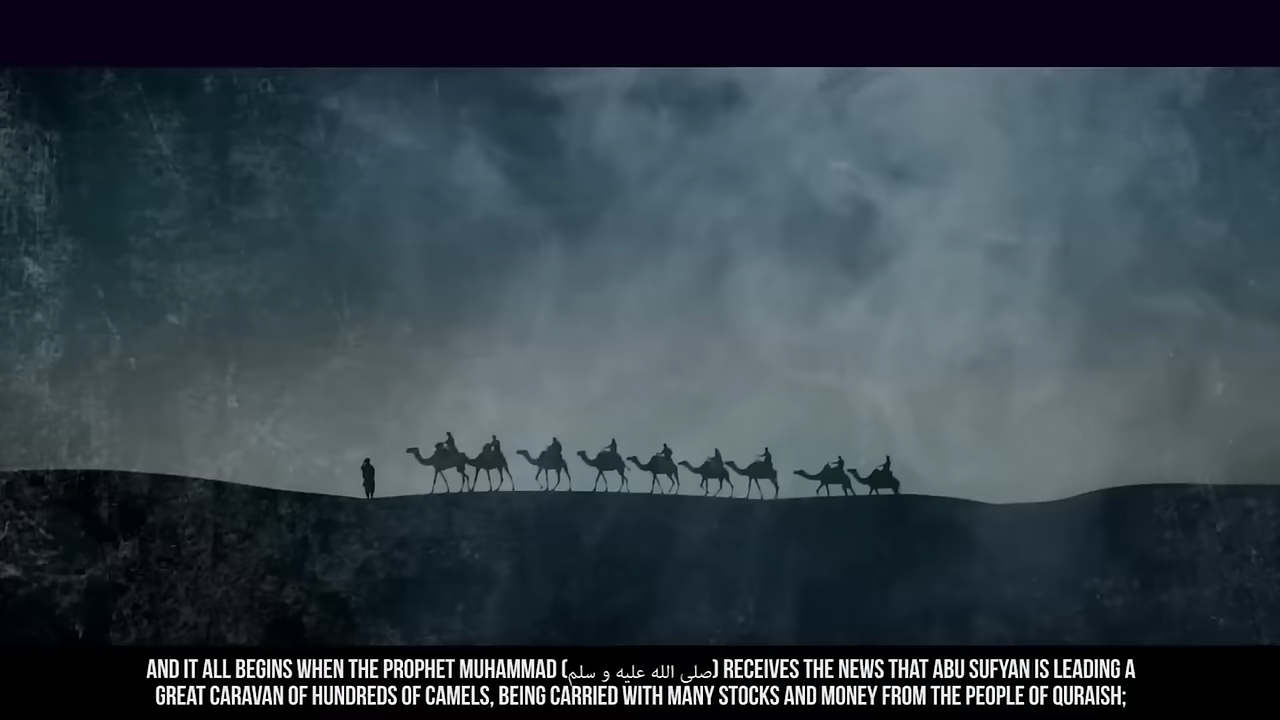 AND IT ALL BEGINS WHEN THE PROPHET MUHAMMAD (صلى الله عليه و سلم) RECEIVES THE NEWS THAT ABU SUFYAN IS LEADING A
GREAT CARAVAN OF HUNDREDS OF CAMELS, BEING CARRIED WITH MANY STOCKS AND MONEY FROM THE PEOPLE OF QURAISH;